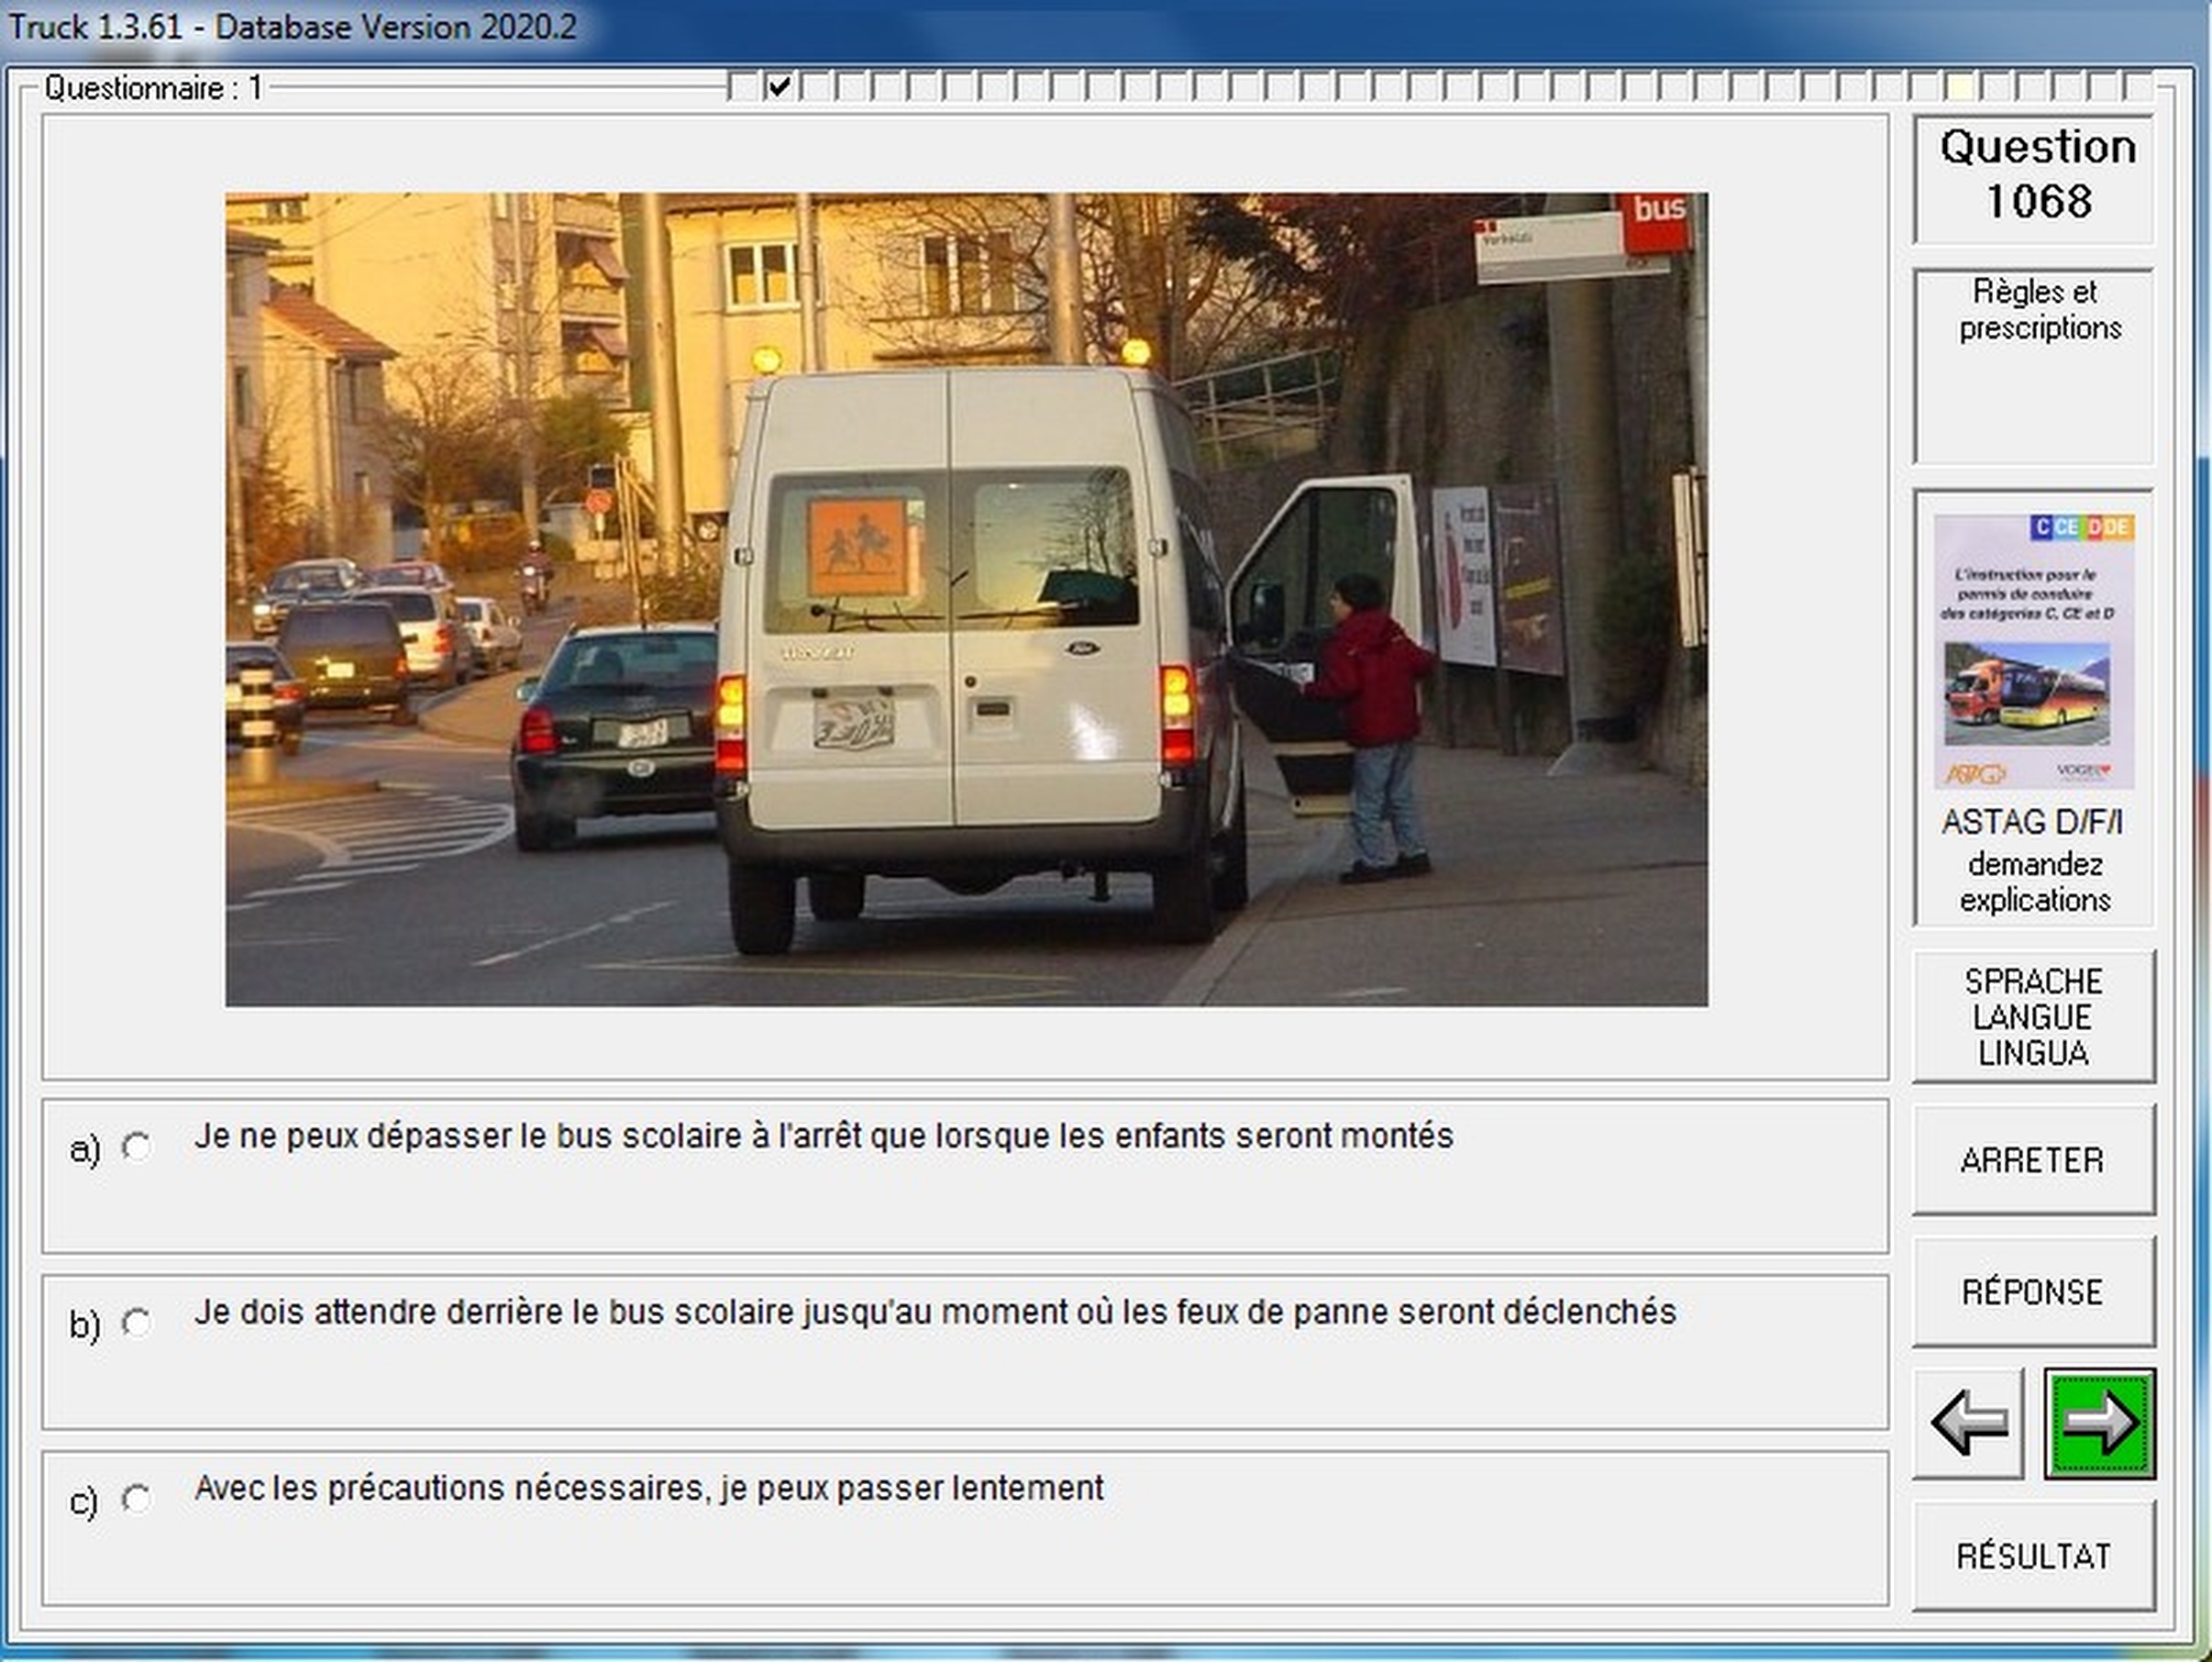 Truck 1.3.61 - Database Version 2020.2
Questionnaire : 1
Question
1068
Règles et
prescriptions
bus
C CE D DE
L'instruction pour le
permis de conduire
des catégories C, CE et D
ASTAG
VOGEL
ASTAG D/F/I
demandez
explications
SPRACHE
LANGUE
LINGUA
ARRETER
RÉPONSE
RÉSULTAT
a) Je ne peux dépasser le bus scolaire à l'arrêt que lorsque les enfants seront montés
b) Je dois attendre derrière le bus scolaire jusqu'au moment où les feux de panne seront déclenchés
c) Avec les précautions nécessaires, je peux passer lentement